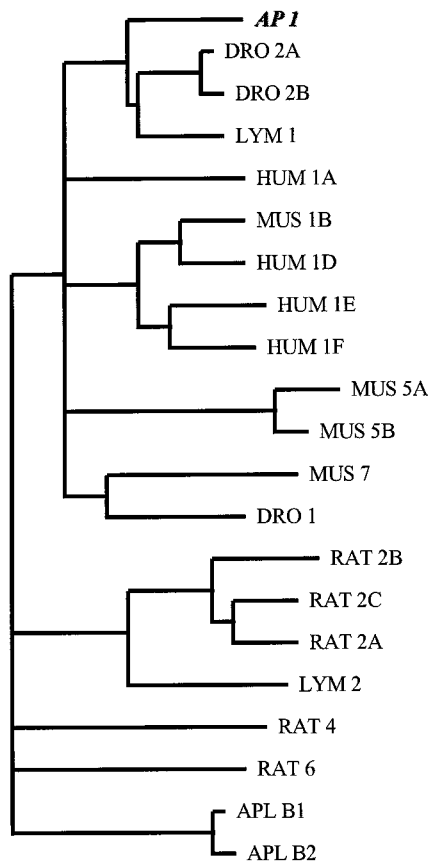 AP 1
DRO 2A
DRO 2B
LYM 1
HUM 1A
MUS 1B
HUM 1D
HUM 1E
HUM 1F
MUS 5A
MUS 5B
MUS 7
DRO 1
RAT 2B
RAT 2C
RAT 2A
LYM 2
RAT 4
RAT 6
APL B1
APL B2